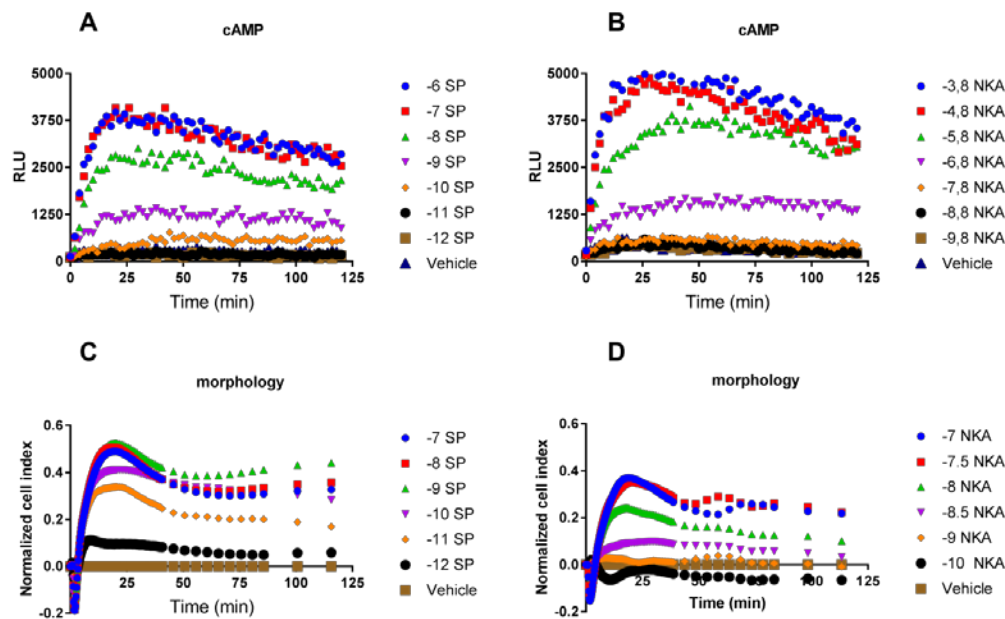 A
cAMP
RLU
5000
3750
2500
1250
0
0
25
50
75
100
125
Time (min)
-6 SP
-7 SP
-8 SP
-9 SP
-10 SP
-11 SP
-12 SP
Vehicle
B
cAMP
RLU
5000
3750
2500
1250
0
0
25
50
75
100
125
Time (min)
-3,8 NKA
-4,8 NKA
-5,8 NKA
-6,8 NKA
-7,8 NKA
-8,8 NKA
-9,8 NKA
Vehicle
C
morphology
Normalized cell index
0.6
0.4
0.2
0.0
-0.2
25
50
75
100
125
Time (min)
-7 SP
-8 SP
-9 SP
-10 SP
-11 SP
-12 SP
Vehicle
D
morphology
Normalized cell index
0.6
0.4
0.2
0.0
-0.2
25
50
75
100
125
Time (min)
-7 NKA
-7.5 NKA
-8 NKA
-8.5 NKA
-9 NKA
-10 NKA
Vehicle